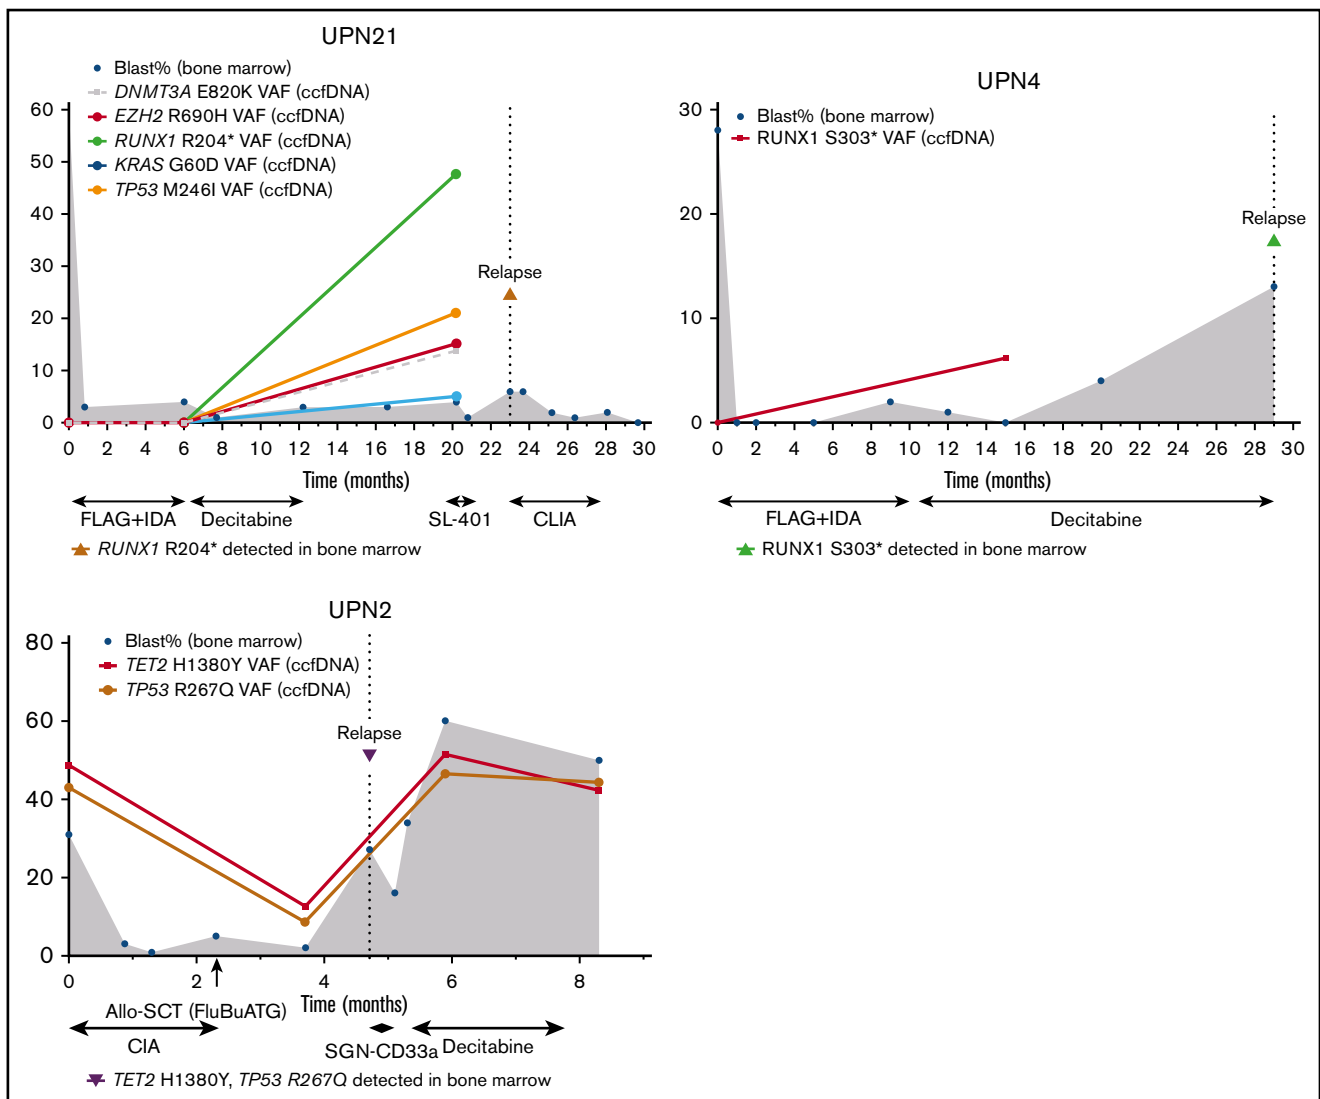 UPN21
Blast% (bone marrow)
DNMT3A E820K VAF (ccfDNA)
EZH2 R690H VAF (ccfDNA)
RUNX1 R204* VAF (ccfDNA)
KRAS G60D VAF (ccfDNA)
TP53 M246I VAF (ccfDNA)
60
50
40
30
20
10
0
Relapse
0 2 4 6 8 10 12 14 16 18 20 22 24 26 28 30
Time (months)
FLAG+IDA Decitabine SL-401 CLIA
RUNX1 R204* detected in bone marrow
UPN4
Blast% (bone marrow)
RUNX1 S303* VAF (ccfDNA)
30
20
10
0
Relapse
0 2 4 6 8 10 12 14 16 18 20 22 24 26 28 30
Time (months)
FLAG+IDA Decitabine
RUNX1 S303* detected in bone marrow
UPN2
Blast% (bone marrow)
TET2 H1380Y VAF (ccfDNA)
TP53 R267Q VAF (ccfDNA)
80
60
40
20
0
Relapse
0 2 4 6 8
Time (months)
Allo-SCT (FluBuATG)
CIA SGN-CD33a Decitabine
TET2 H1380Y, TP53 R267Q detected in bone marrow